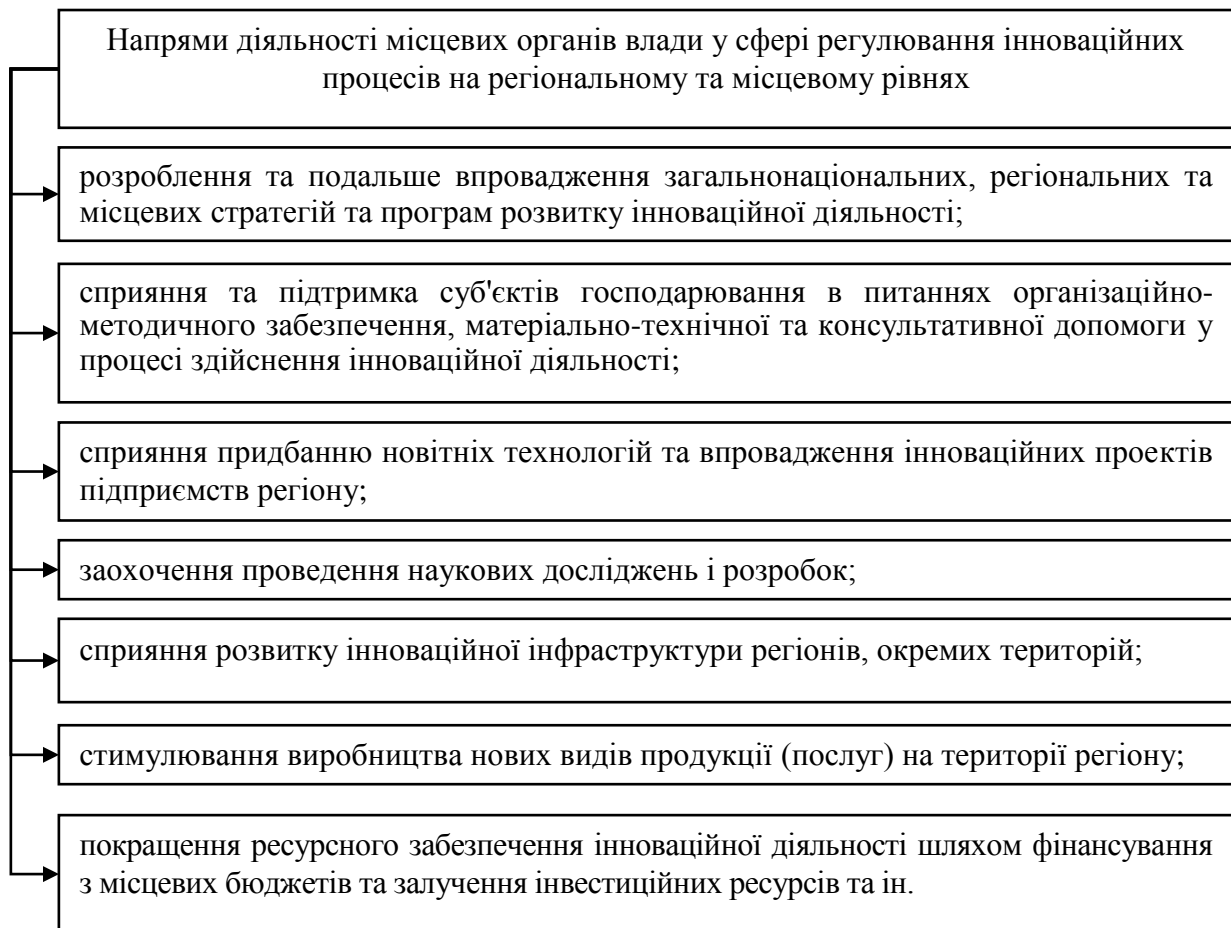 Напрями діяльності місцевих органів влади у сфері регулювання інноваційних
процесів на регіональному та місцевому рівнях
розроблення та подальше впровадження загальнонаціональних, регіональних та
місцевих стратегій та програм розвитку інноваційної діяльності;
сприяння та підтримка суб'єктів господарювання в питаннях організаційно-
методичного забезпечення, матеріально-технічної та консультативної допомоги у
процесі здійснення інноваційної діяльності;
сприяння придбанню новітніх технологій та впровадження інноваційних проектів
підприємств регіону;
заохочення проведення наукових досліджень і розробок;
сприяння розвитку інноваційної інфраструктури регіонів, окремих територій;
стимулювання виробництва нових видів продукції (послуг) на території регіону;
покращення ресурсного забезпечення інноваційної діяльності шляхом фінансування
з місцевих бюджетів та залучення інвестиційних ресурсів та ін.